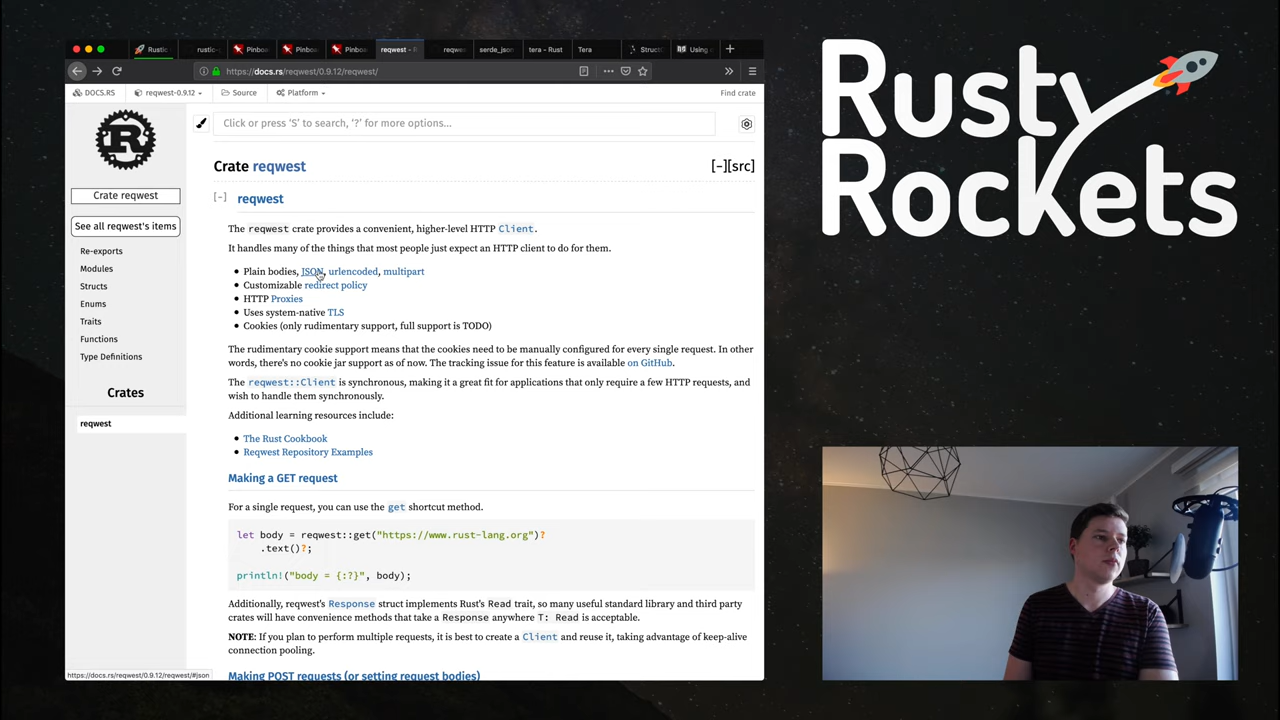 Rustic
rustic-
Pinboa
Pinbo
Pinbo
reqwest - R
reqwe
serde_json
tera - Rust
Tera
Struct
Using
https://docs.rs/reqwest/0.9.12/reqwest/
DOCS.RS
reqwest-0.9.12
Source
Platform
Find crate
Click or press ‘S’ to search, ‘?’ for more options…
Crate reqwest
[-][src]
Crate reqwest
See all reqwest's items
Re-exports
Modules
Structs
Enums
Traits
Functions
Type Definitions
Crates
reqwest
[-] reqwest
The reqwest crate provides a convenient, higher-level HTTP Client.
It handles many of the things that most people just expect an HTTP client to do for them.
• Plain bodies, JSON, urlencoded, multipart
• Customizable redirect policy
• HTTP Proxies
• Uses system-native TLS
• Cookies (only rudimentary support, full support is TODO)
The rudimentary cookie support means that the cookies need to be manually configured for every single request. In other
words, there's no cookie jar support as of now. The tracking issue for this feature is available on GitHub.
The reqwest::Client is synchronous, making it a great fit for applications that only require a few HTTP requests, and
wish to handle them synchronously.
Additional learning resources include:
• The Rust Cookbook
• Reqwest Repository Examples
Making a GET request
For a single request, you can use the get shortcut method.
let body = reqwest::get("https://www.rust-lang.org")?
.text()?;
println!("body = {:?}", body);
Additionally, reqwest's Response struct implements Rust's Read trait, so many useful standard library and third party
crates will have convenience methods that take a Response anywhere T: Read is acceptable.
NOTE: If you plan to perform multiple requests, it is best to create a Client and reuse it, taking advantage of keep-alive
connection pooling.
Making POST requests (or setting request bodies)
https://docs.rs/reqwest/0.9.12/reqwest/#json
Rusty
Rockets